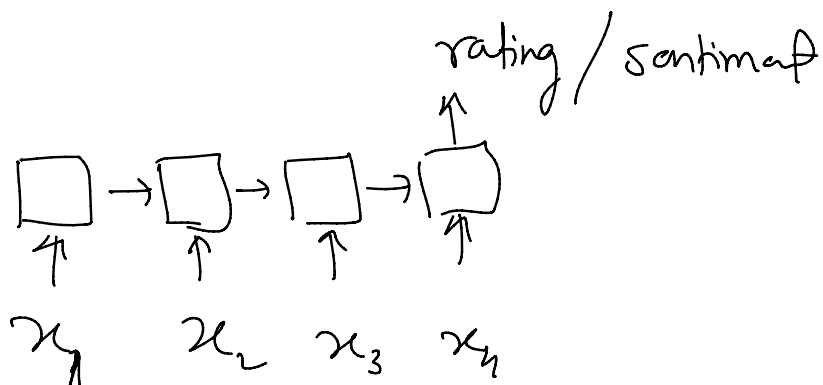 rating / sentiment
x₁ x₂ x₃ x₄